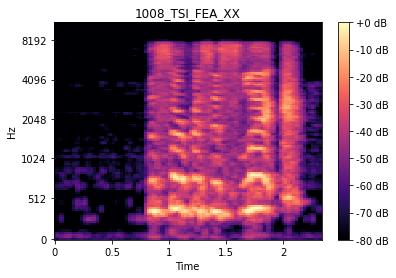 1008_TSI_FEA_XX
8192
4096
2048
1024
512
0
Hz
0
0.5
1
1.5
2
Time
+0 dB
-10 dB
-20 dB
-30 dB
-40 dB
-50 dB
-60 dB
-70 dB
-80 dB